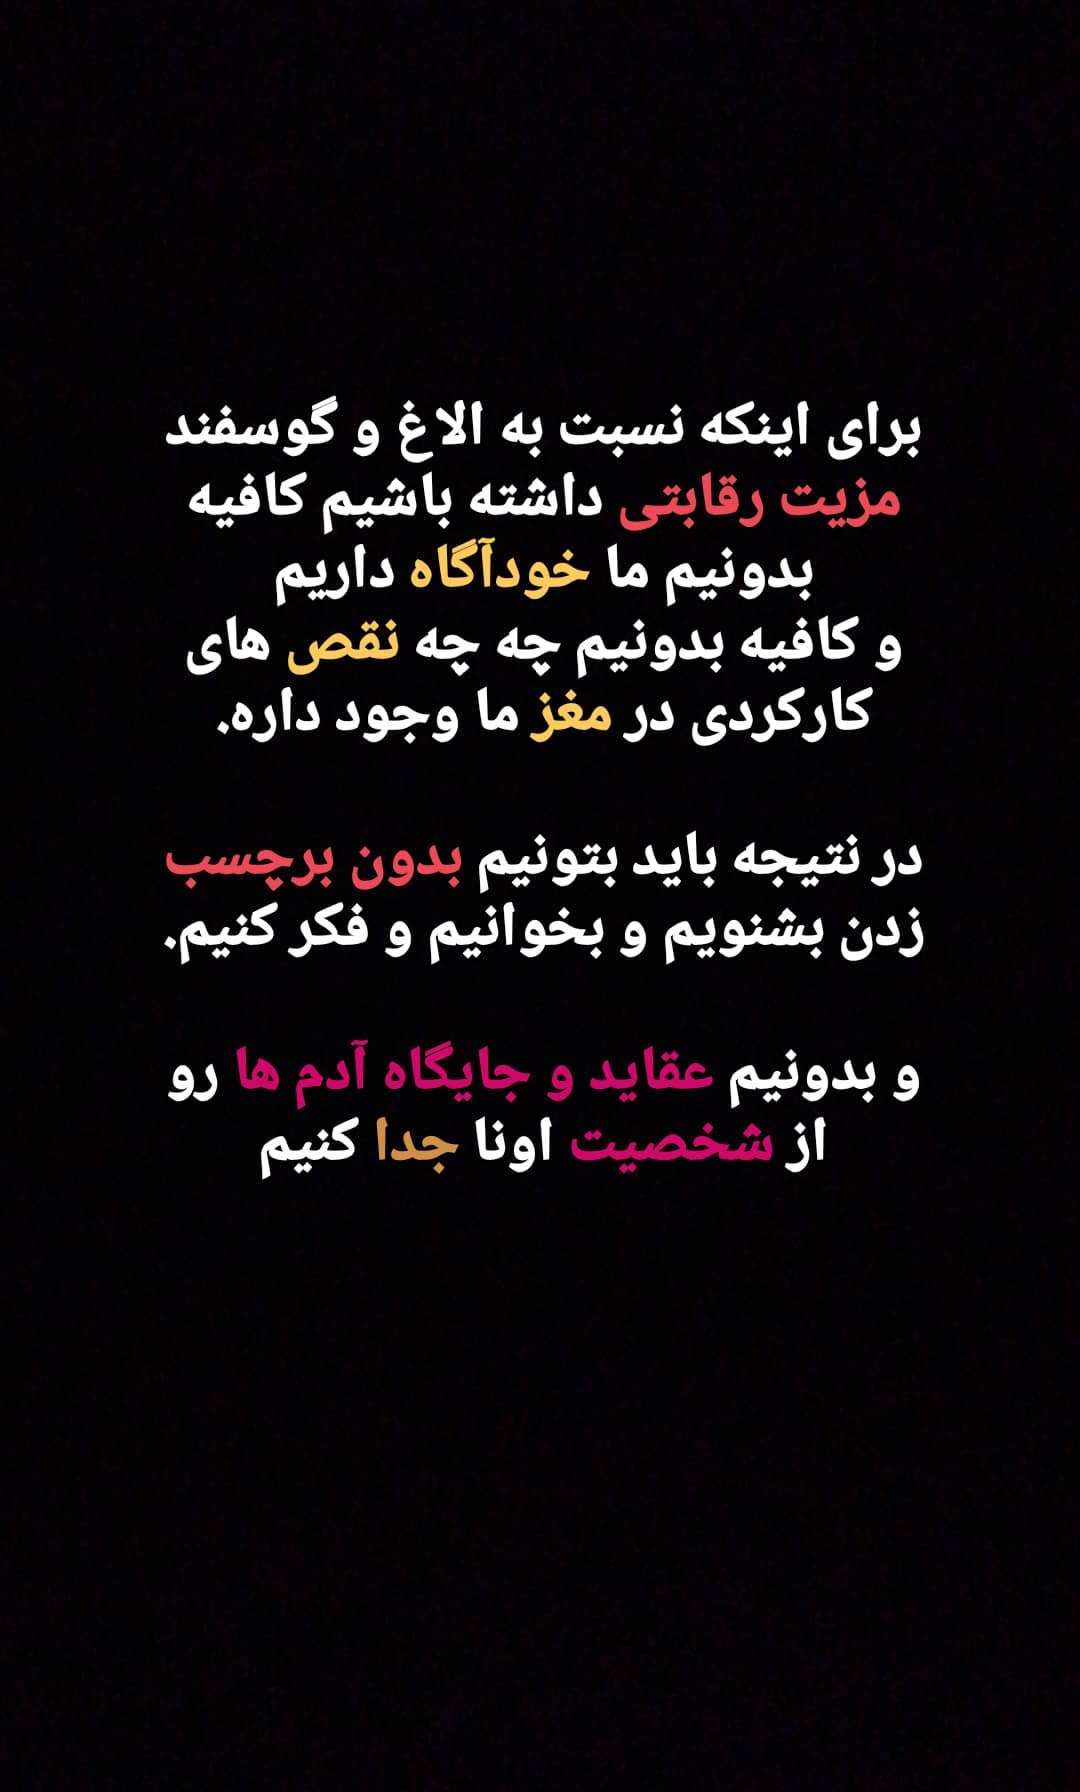 برای اینکه نسبت به الاغ و گوسفند
مزیت رقابتی داشته باشیم کافیه
بدونیم ما خودآگاه داریم
و کافیه بدونیم چه چه نقص های
کارکردی در مغز ما وجود داره.
در نتیجه باید بتونیم بدون برچسب
زدن بشنویم و بخوانیم و فکر کنیم.
و بدونیم عقاید و جایگاه آدم ها رو
از شخصیت اونا جدا کنیم